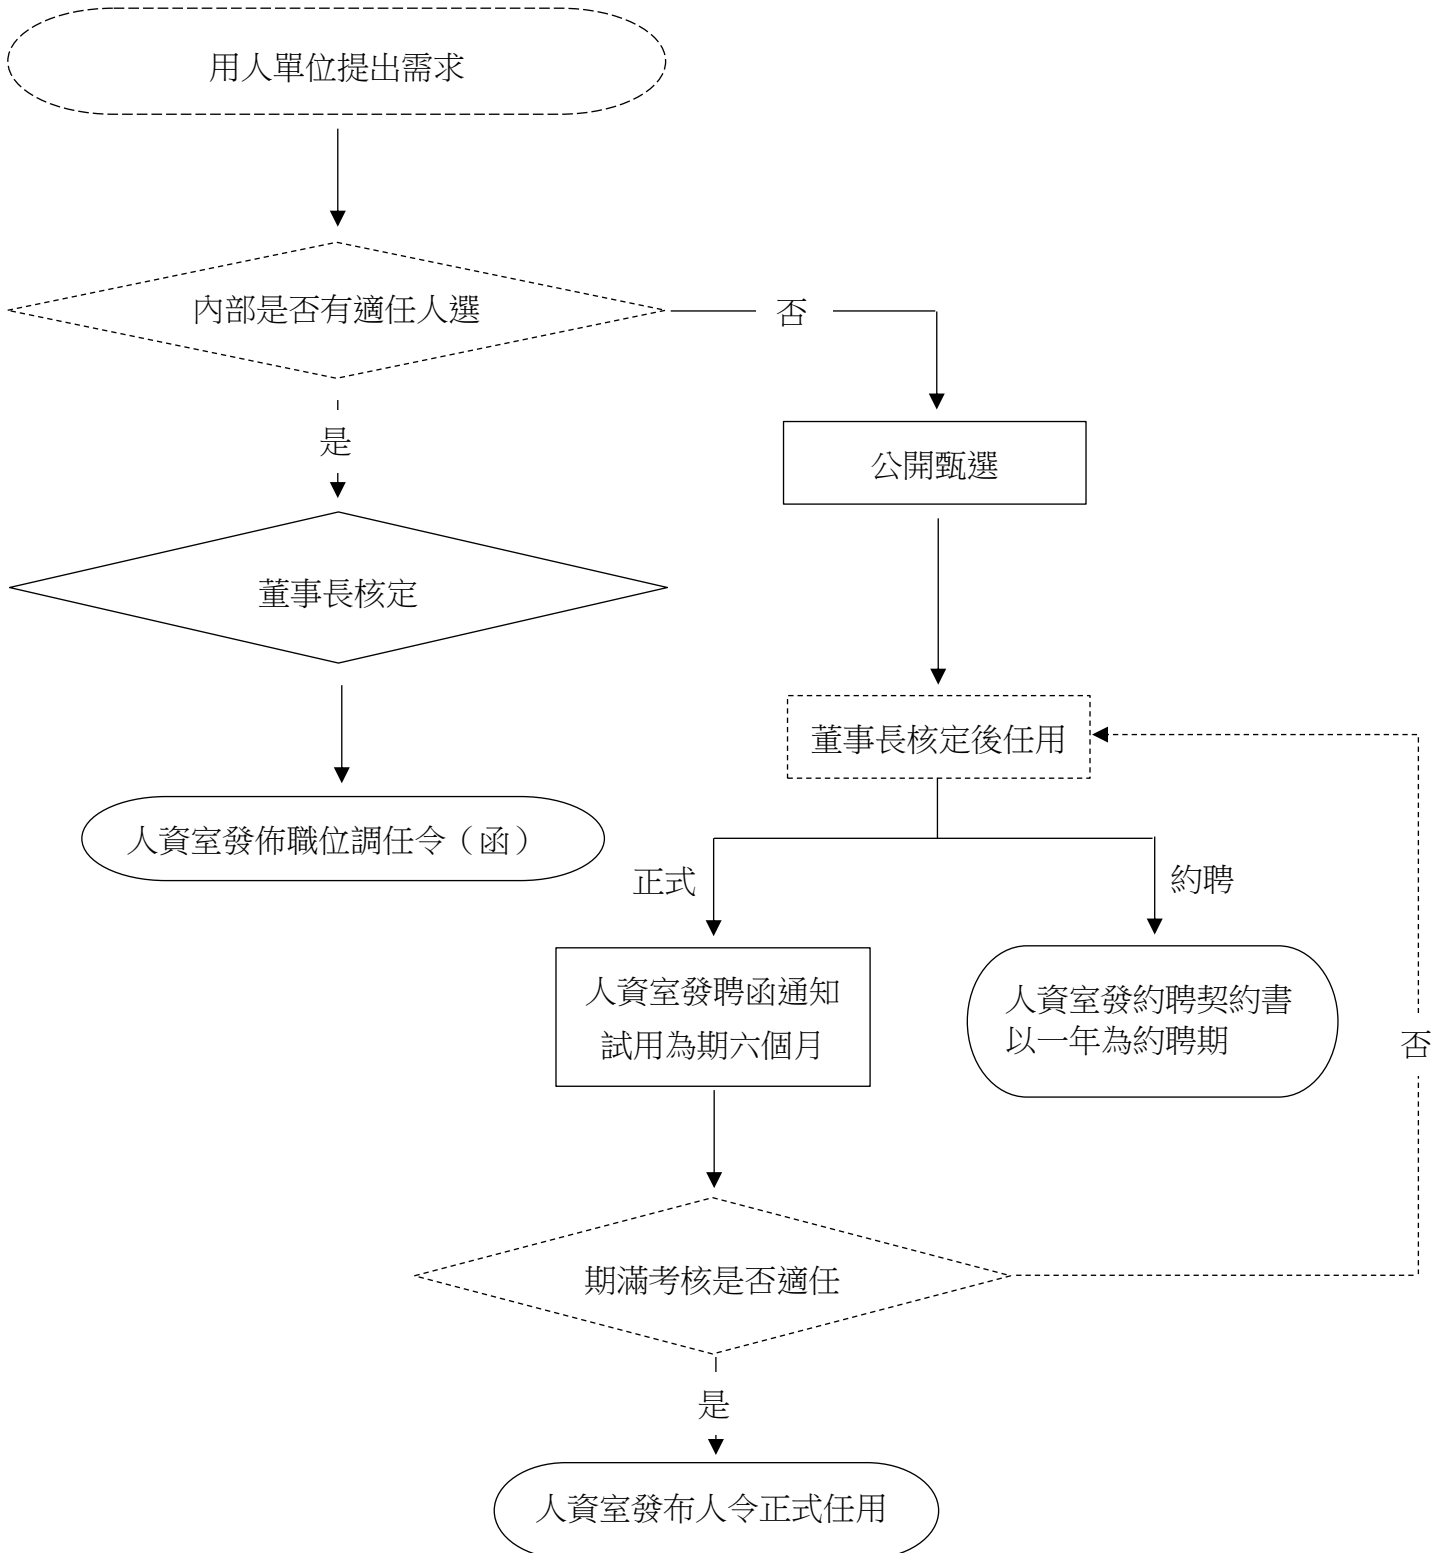 用人單位提出需求
內部是否有適任人選
否
是
公開甄選
董事長核定
董事長核定後任用
人資室發佈職位調任令（函）
正式
約聘
人資室發聘函通知
試用為期六個月
人資室發約聘契約書
以一年為約聘期
否
期滿考核是否適任
是
人資室發布人令正式任用